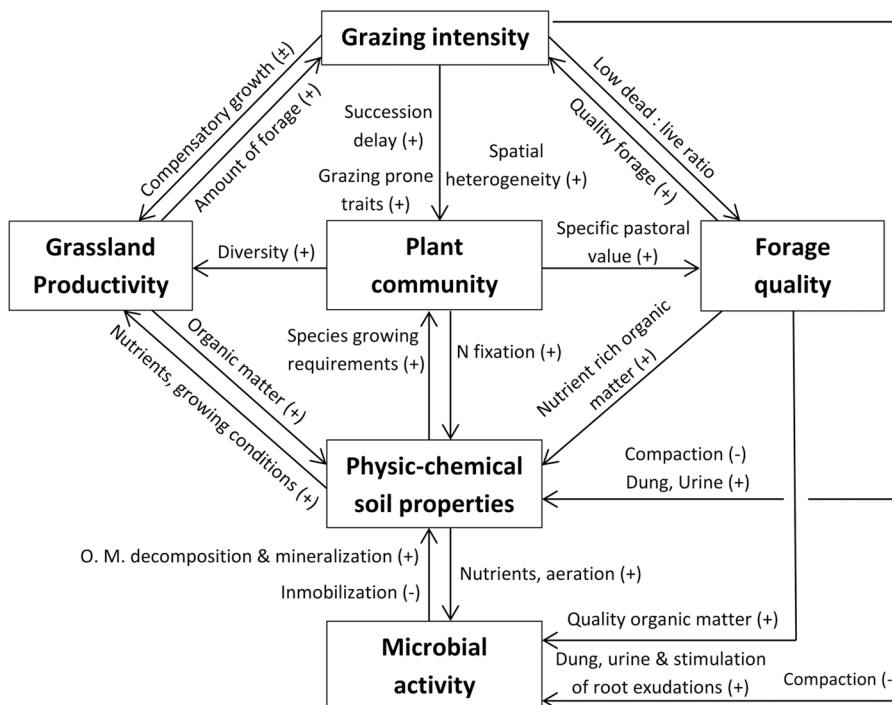 Grazing intensity
Compensatory growth (±)
Amount of forage (+)
Low dead : live ratio
Quality forage (+)
Succession
delay (+)
Grazing prone
traits (+)
Spatial
heterogeneity (+)
Grassland
Productivity
Diversity (+)
Plant
community
Specific pastoral
value (+)
Forage
quality
Organic matter (+)
Nutrients, growing conditions (+)
Species growing
requirements (+)
N fixation (+)
Nutrient rich organic
matter (+)
Physic-chemical
soil properties
Compaction (-)
Dung, Urine (+)
O. M. decomposition & mineralization (+)
Inmobilization (-)
Nutrients, aeration (+)
Microbial
activity
Quality organic matter (+)
Dung, urine & stimulation
of root exudations (+)
Compaction (-